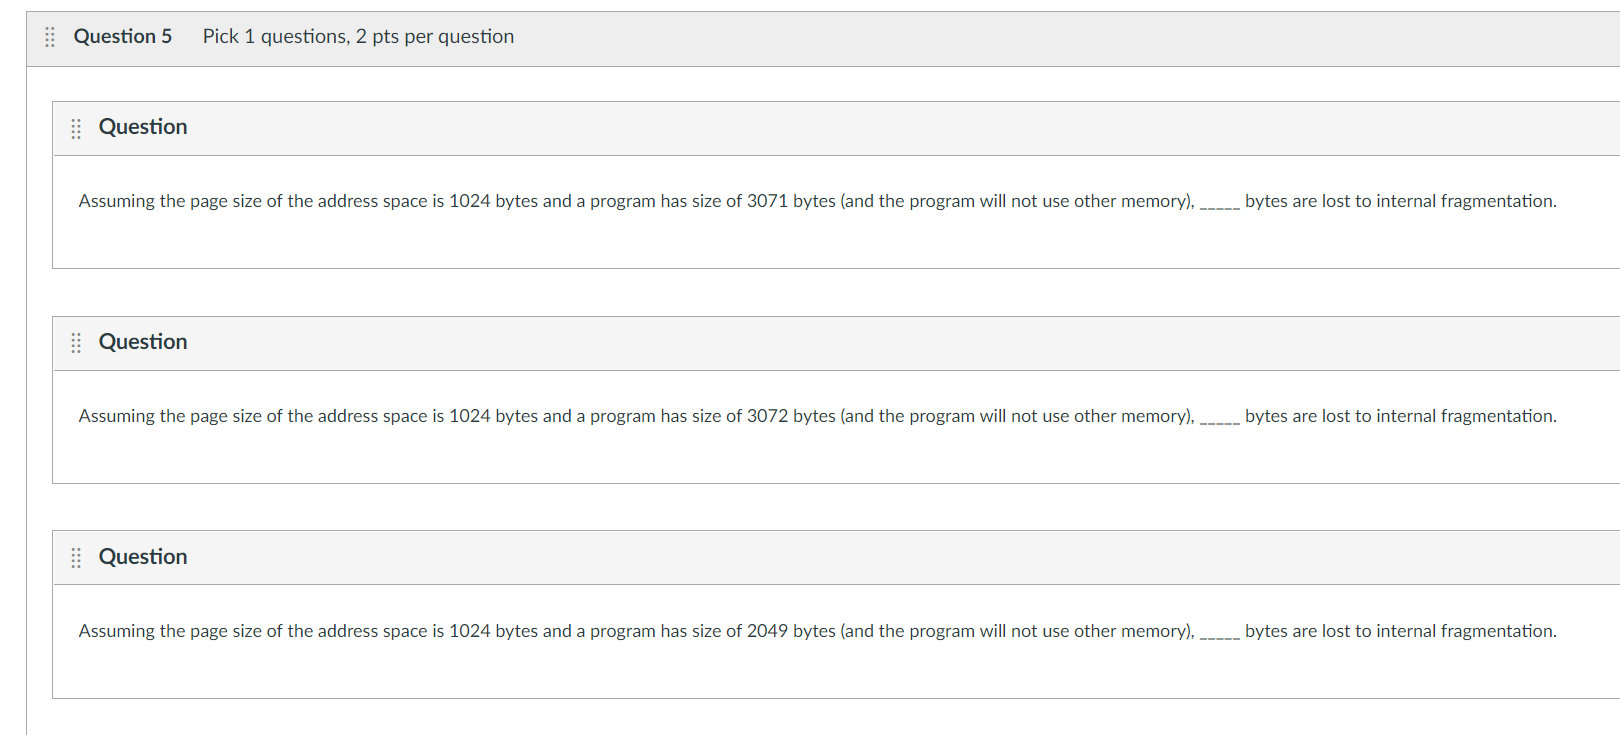 Question 5 Pick 1 questions, 2 pts per question
Question
Assuming the page size of the address space is 1024 bytes and a program has size of 3071 bytes (and the program will not use other memory), _____ bytes are lost to internal fragmentation.
Question
Assuming the page size of the address space is 1024 bytes and a program has size of 3072 bytes (and the program will not use other memory), _____ bytes are lost to internal fragmentation.
Question
Assuming the page size of the address space is 1024 bytes and a program has size of 2049 bytes (and the program will not use other memory), _____ bytes are lost to internal fragmentation.